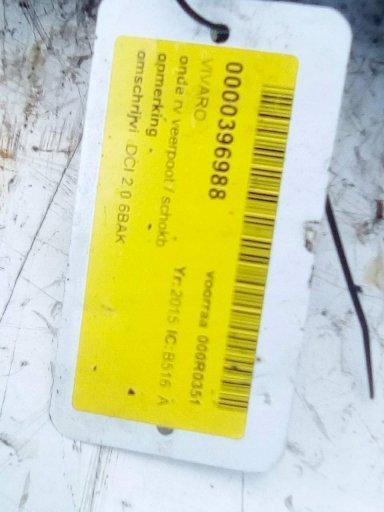 0000396988
VIVARO voorraa 000R0351
onde rv veerpoot / schokb Yr: 2015 IC: B516 A
opmerking
omschrijvi DCI 2 0 6BAK